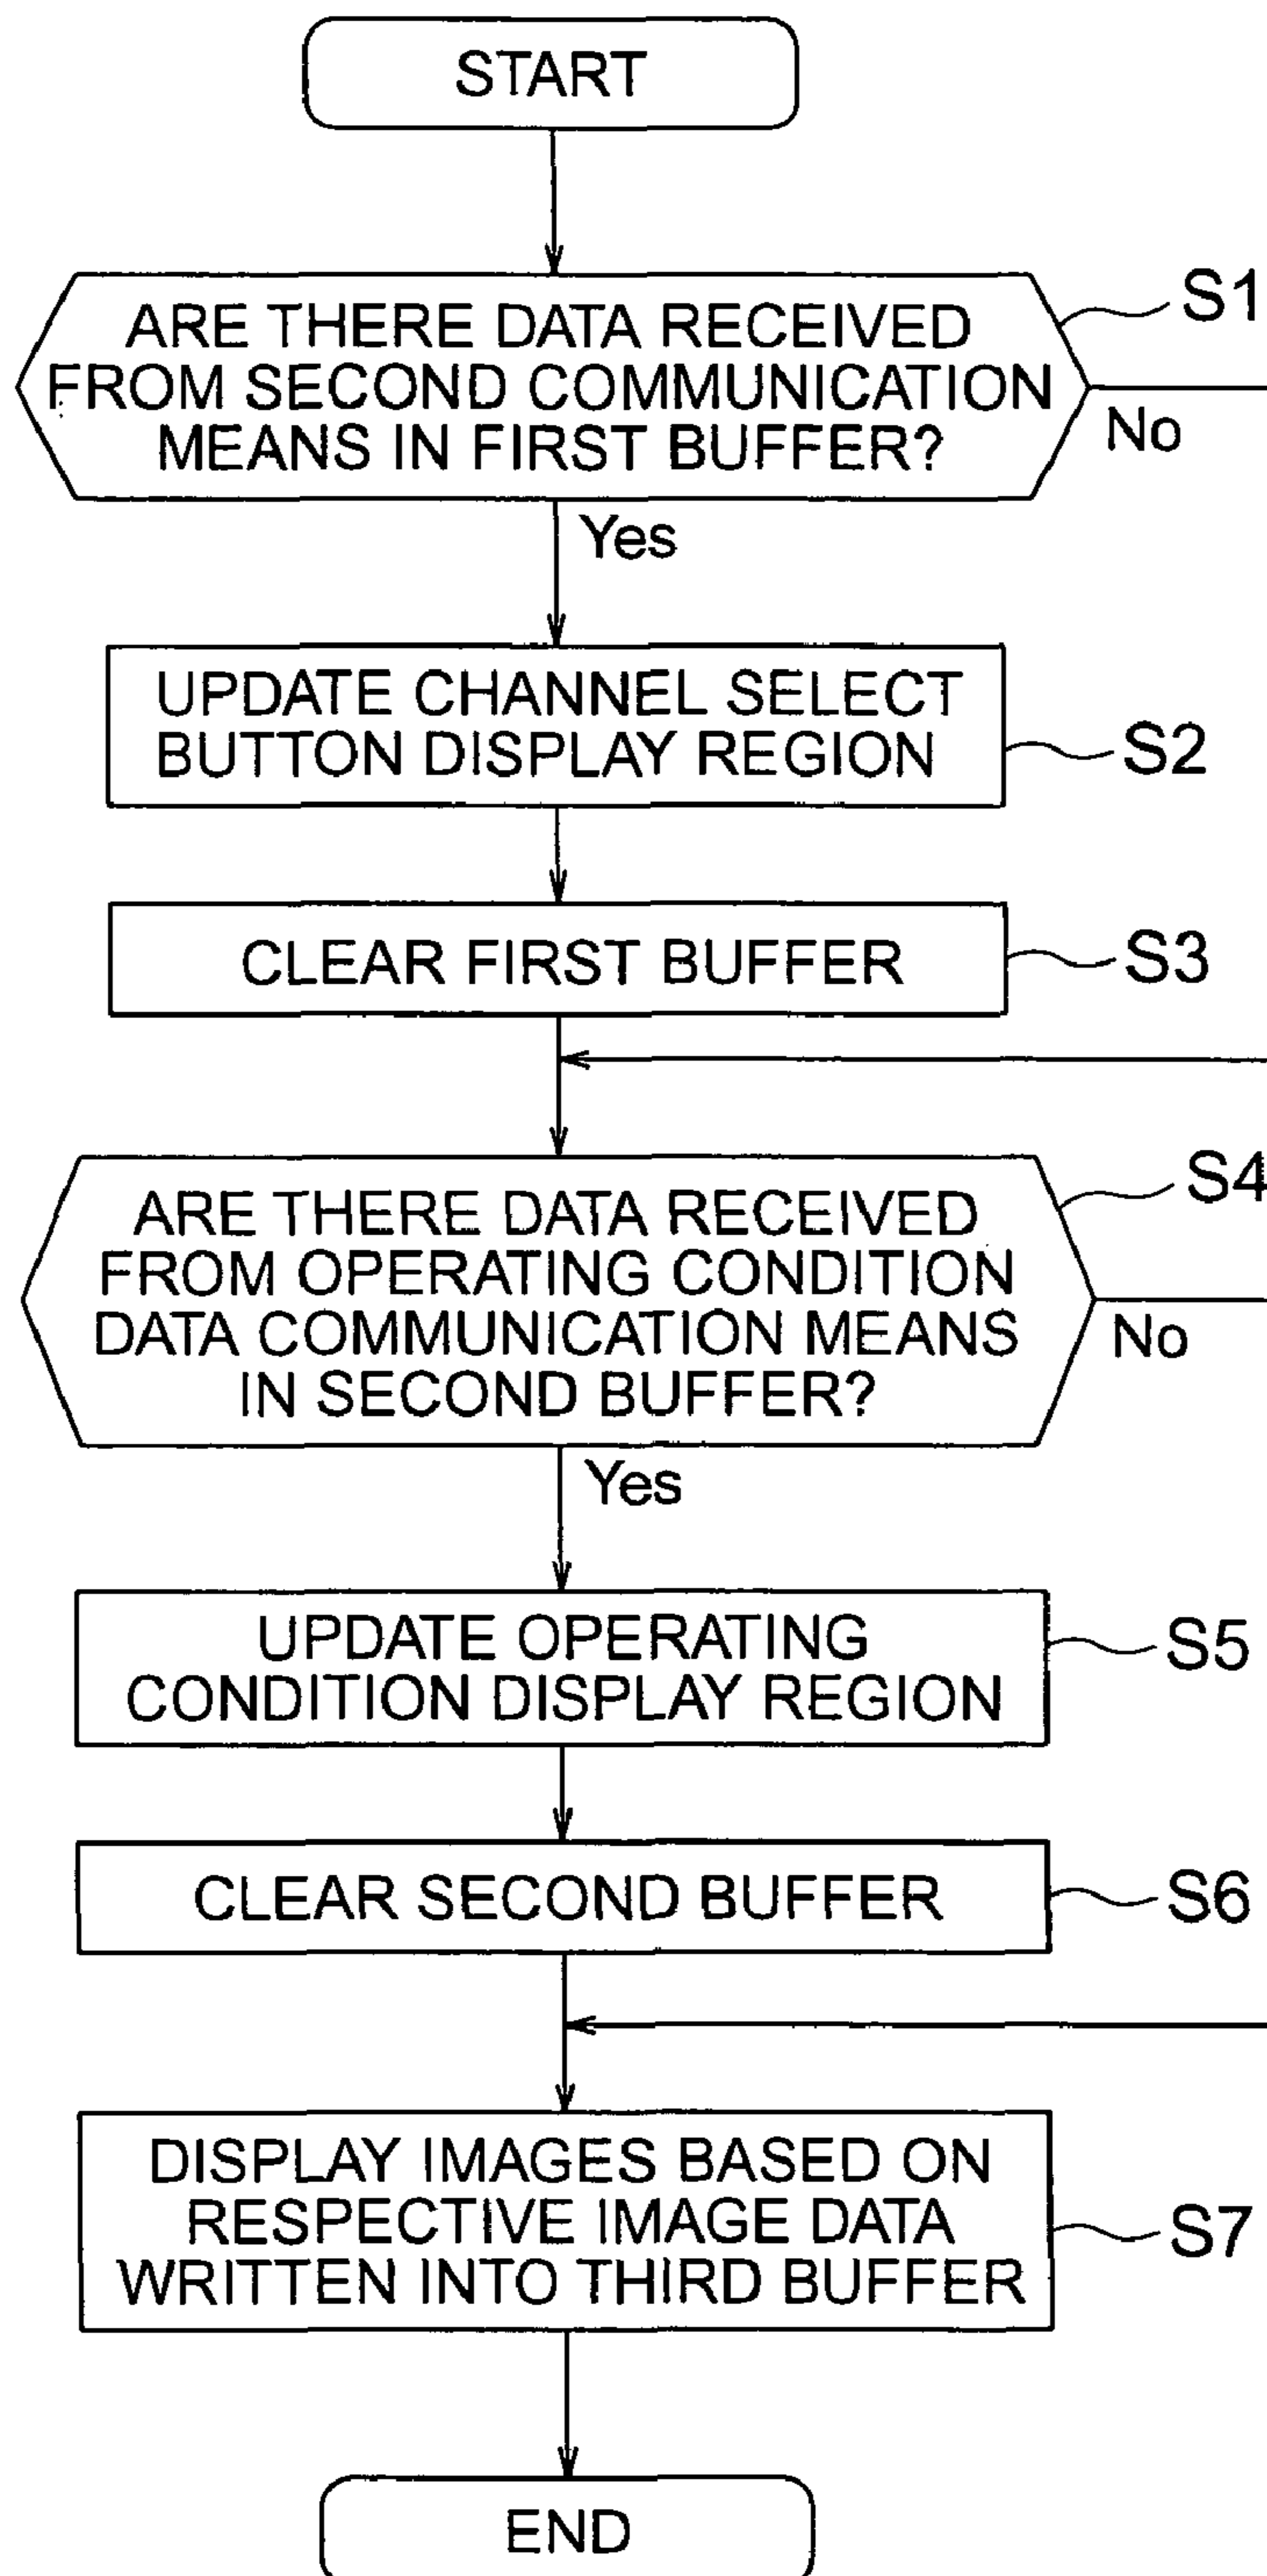 START
ARE THERE DATA RECEIVED
FROM SECOND COMMUNICATION
MEANS IN FIRST BUFFER?
S1
No
Yes
UPDATE CHANNEL SELECT
BUTTON DISPLAY REGION
S2
CLEAR FIRST BUFFER
S3
ARE THERE DATA RECEIVED
FROM OPERATING CONDITION
DATA COMMUNICATION MEANS
IN SECOND BUFFER?
S4
No
Yes
UPDATE OPERATING
CONDITION DISPLAY REGION
S5
CLEAR SECOND BUFFER
S6
DISPLAY IMAGES BASED ON
RESPECTIVE IMAGE DATA
WRITTEN INTO THIRD BUFFER
S7
END